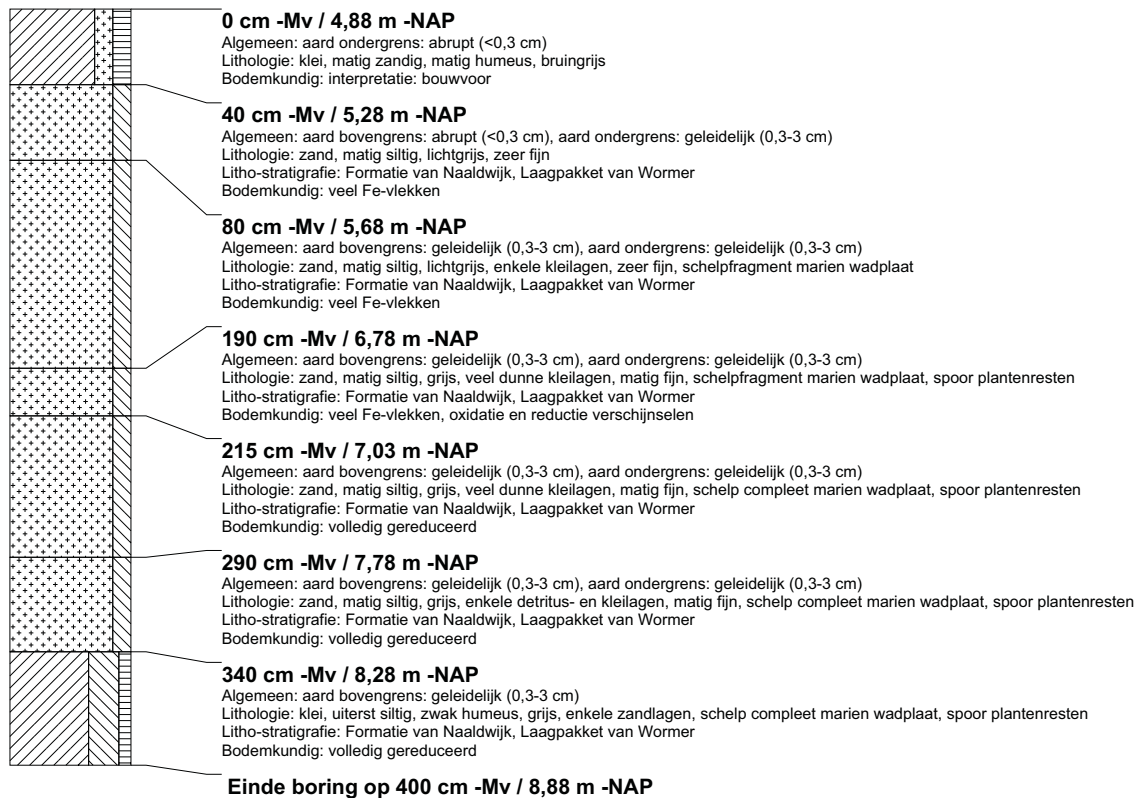 0 cm -Mv / 4,88 m -NAP
Algemeen: aard ondergrens: abrupt (<0,3 cm)
Lithologie: klei, matig zandig, matig humeus, bruingrijs
Bodemkundig: interpretatie: bouwvoor
40 cm -Mv / 5,28 m -NAP
Algemeen: aard bovengrens: abrupt (<0,3 cm), aard ondergrens: geleidelijk (0,3-3 cm)
Lithologie: zand, matig siltig, lichtgrijs, zeer fijn
Litho-stratigrafie: Formatie van Naaldwijk, Laagpakket van Wormer
Bodemkundig: veel Fe-vlekken
80 cm -Mv / 5,68 m -NAP
Algemeen: aard bovengrens: geleidelijk (0,3-3 cm), aard ondergrens: geleidelijk (0,3-3 cm)
Lithologie: zand, matig siltig, lichtgrijs, enkele kleilagen, zeer fijn, schelpfragment marien wadplaat
Litho-stratigrafie: Formatie van Naaldwijk, Laagpakket van Wormer
Bodemkundig: veel Fe-vlekken
190 cm -Mv / 6,78 m -NAP
Algemeen: aard bovengrens: geleidelijk (0,3-3 cm), aard ondergrens: geleidelijk (0,3-3 cm)
Lithologie: zand, matig siltig, grijs, veel dunne kleilagen, matig fijn, schelpfragment marien wadplaat, spoor plantenresten
Litho-stratigrafie: Formatie van Naaldwijk, Laagpakket van Wormer
Bodemkundig: veel Fe-vlekken, oxidatie en reductie verschijnselen
215 cm -Mv / 7,03 m -NAP
Algemeen: aard bovengrens: geleidelijk (0,3-3 cm), aard ondergrens: geleidelijk (0,3-3 cm)
Lithologie: zand, matig siltig, grijs, veel dunne kleilagen, matig fijn, schelp compleet marien wadplaat, spoor plantenresten
Litho-stratigrafie: Formatie van Naaldwijk, Laagpakket van Wormer
Bodemkundig: volledig gereduceerd
290 cm -Mv / 7,78 m -NAP
Algemeen: aard bovengrens: geleidelijk (0,3-3 cm), aard ondergrens: geleidelijk (0,3-3 cm)
Lithologie: zand, matig siltig, grijs, enkele detritus- en kleilagen, matig fijn, schelp compleet marien wadplaat, spoor plantenresten
Litho-stratigrafie: Formatie van Naaldwijk, Laagpakket van Wormer
Bodemkundig: volledig gereduceerd
340 cm -Mv / 8,28 m -NAP
Algemeen: aard bovengrens: geleidelijk (0,3-3 cm)
Lithologie: klei, uiterst siltig, zwak humeus, grijs, enkele zandlagen, schelp compleet marien wadplaat, spoor plantenresten
Litho-stratigrafie: Formatie van Naaldwijk, Laagpakket van Wormer
Bodemkundig: volledig gereduceerd
Einde boring op 400 cm -Mv / 8,88 m -NAP